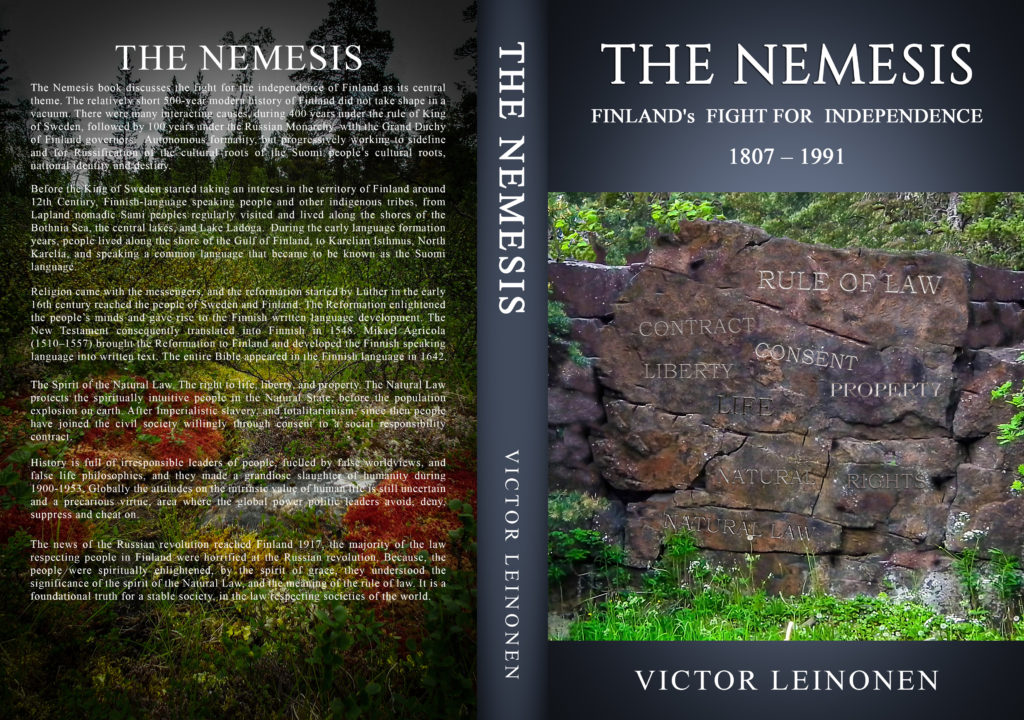 THE NEMESIS
The Nemesis book discusses the fight for the independence of Finland as its central
theme. The relatively short 500-year modern history of Finland did not take shape in a
vacuum. There were many interacting causes, during 400 years under the rule of King
of Sweden, followed by 100 years under the Russian Monarchy, with the Grand Duchy
of Finland governors. Autonomous formality, but progressively working to sideline
and for Russification of the cultural roots of the Suomi people's cultural roots,
national identity and destiny.
Before the King of Sweden started taking an interest in the territory of Finland around
12th Century, Finnish-language speaking people and other indigenous tribes, from
Lapland nomadic Sami peoples regularly visited and lived along the shores of the
Bothnia Sea, the central lakes, and Lake Ladoga. During the early language formation
years, people lived along the shore of the Gulf of Finland, to Karelian Isthmus, North
Karelia, and speaking a common language that became to be known as the Suomi
language.
Religion came with the messengers, and the reformation started by Luther in the early
16th century reached the people of Sweden and Finland. The Reformation enlightened
the people's minds and gave rise to the Finnish written language development. The
New Testament consequently translated into Finnish in 1548. Mikael Agricola
(1510–1557) brought the Reformation to Finland and developed the Finnish speaking
language into written text. The entire Bible appeared in the Finnish language in 1642.
The Spirit of the Natural Law. The right to life, liberty, and property. The Natural Law
protects the spiritually intuitive people in the Natural State, before the population
explosion on earth. After Imperialistic slavery, and totalitarianism, since then people
have joined the civil society willingly through consent to a social responsibility
contract.
History is full of irresponsible leaders of people, fuelled by false worldviews, and
false life philosophies, and they made a grandiose slaughter of humanity during
1900-1953. Globally the attitudes on the intrinsic value of human life is still uncertain
and a precarious virtue, area where the global power politic leaders avoid, deny,
suppress and cheat on.
The news of the Russian revolution reached Finland 1917, the majority of the law
respecting people in Finland were horrified at the Russian revolution. Because, the
people were spiritually enlightened, by the spirit of grace, they understood the
significance of the spirit of the Natural Law, and the meaning of the rule of law. It is a
foundational truth for a stable society, in the law respecting societies of the world.
THE NEMESIS
VICTOR LEINONEN
THE NEMESIS
FINLAND's FIGHT FOR INDEPENDENCE
1807 – 1991
RULE OF LAW
CONTRACT
CONSENT
LIBERTY
PROPERTY
LIFE
NATURAL RIGHTS
NATURAL LAW
VICTOR LEINONEN